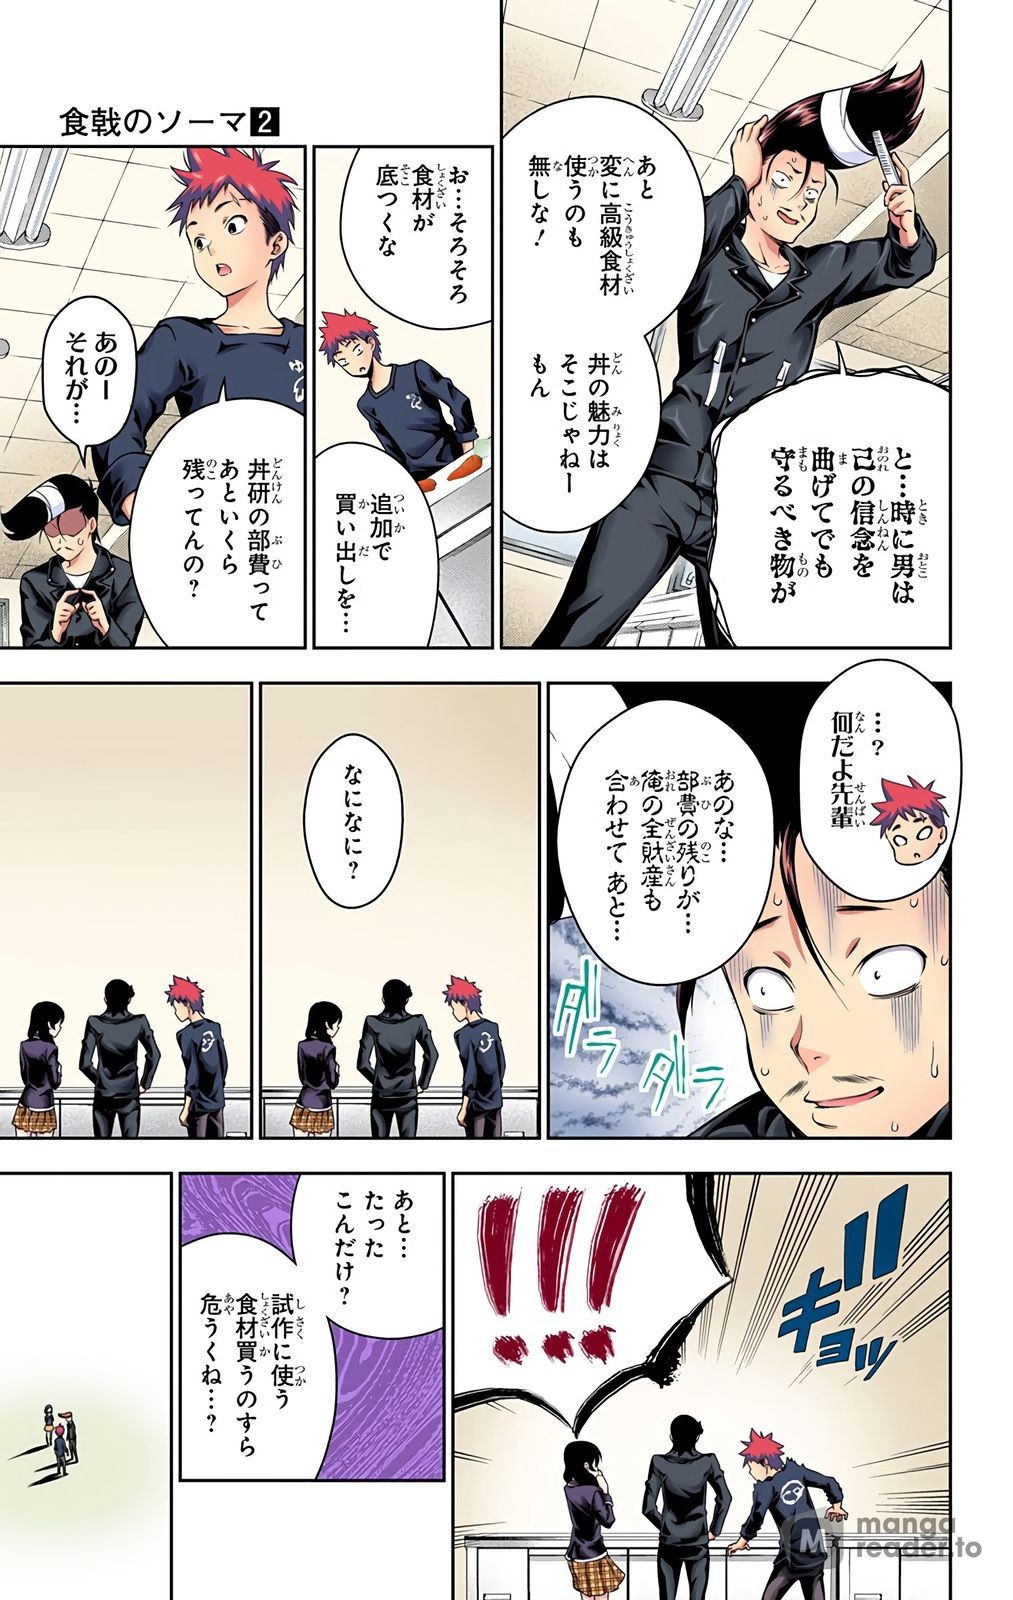 食戟のソーマ2
と…時に男は
己の信念を
曲げてでも
守るべき物が
あと
変に高級食材
使うのも
無しな!
丼の魅力は
そこじゃねー
もん
お…そろそろ
食材が
底つくな
追加で
買い出しを…
丼研の部費って
あといくら
残ってんの?
あのー
それが…
…?
何だよ先輩
あのな…
部費の残りが…
俺の全財産も
合わせてあと…
ダラ
ダラ
なになに?
ギョッ
!!!
あと…
たった
こんだけ?
試作に使う
食材買うのすら
危うくね…?
manga
reader.to